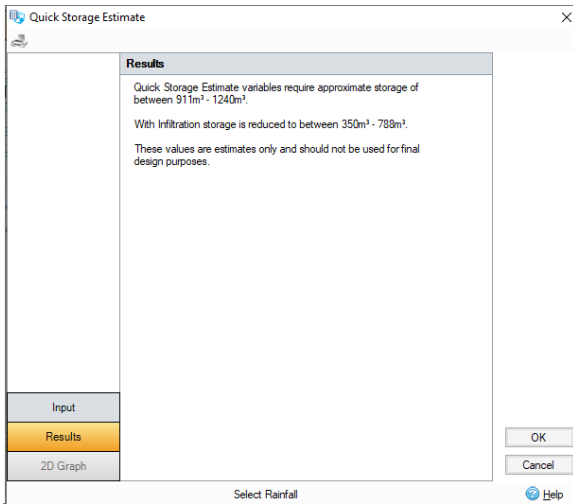 Quick Storage Estimate
Results
Quick Storage Estimate variables require approximate storage of
between 911m³ - 1240m³.
With Infiltration storage is reduced to between 350m³ - 788m³.
These values are estimates only and should not be used for final
design purposes.
Input
Results
2D Graph
OK
Cancel
Select Rainfall
Help